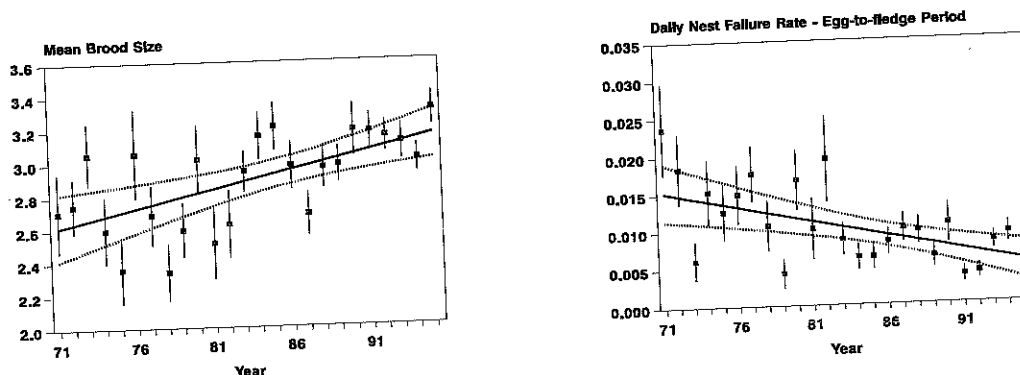 Mean Brood Size
3.6
3.4
3.2
3.0
2.8
2.6
2.4
2.2
2.0
71 76 81 86 91
Year
Daily Nest Failure Rate - Egg-to-fledge Period
0.035
0.030
0.025
0.020
0.015
0.010
0.005
0.000
71 76 81 86 91
Year